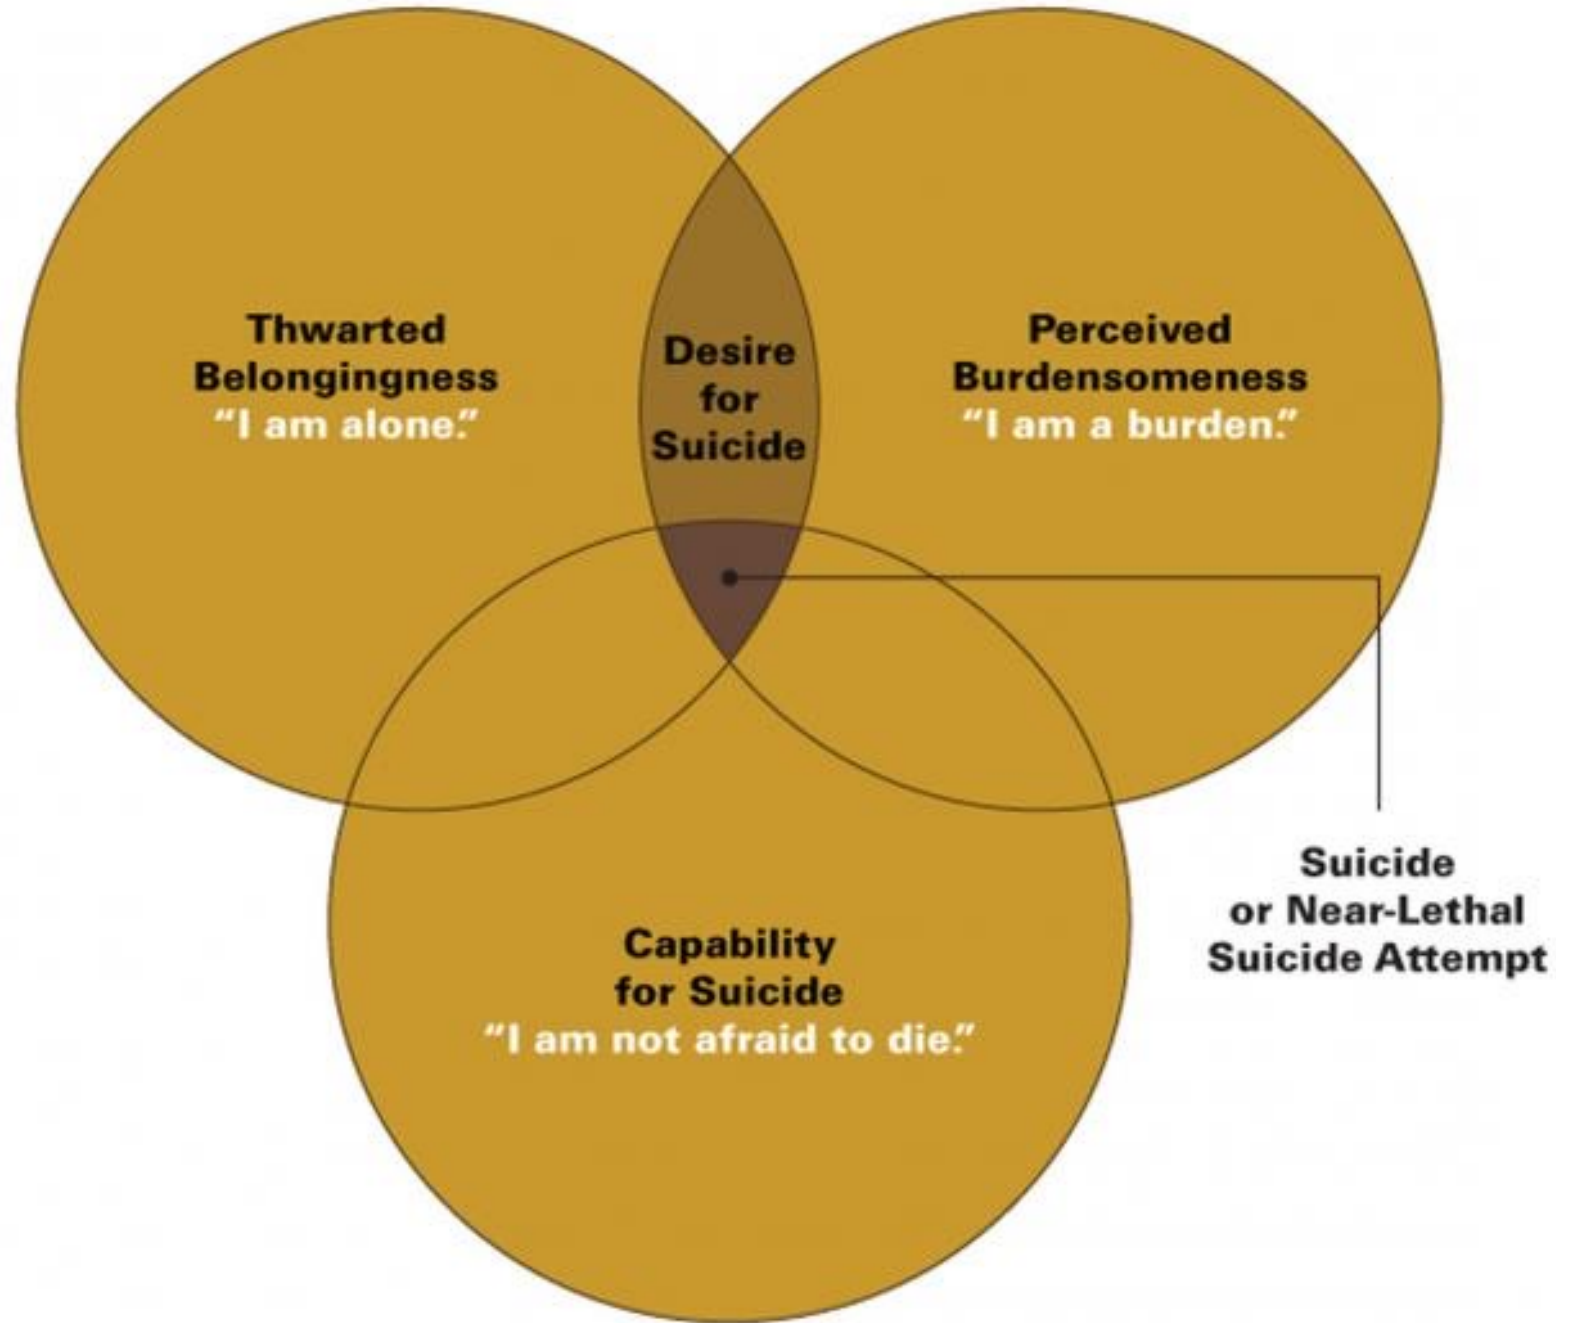 Thwarted
Belongingness
“I am alone.”
Desire
for
Suicide
Perceived
Burdensomeness
“I am a burden.”
Capability
for Suicide
“I am not afraid to die.”
Suicide
or Near-Lethal
Suicide Attempt